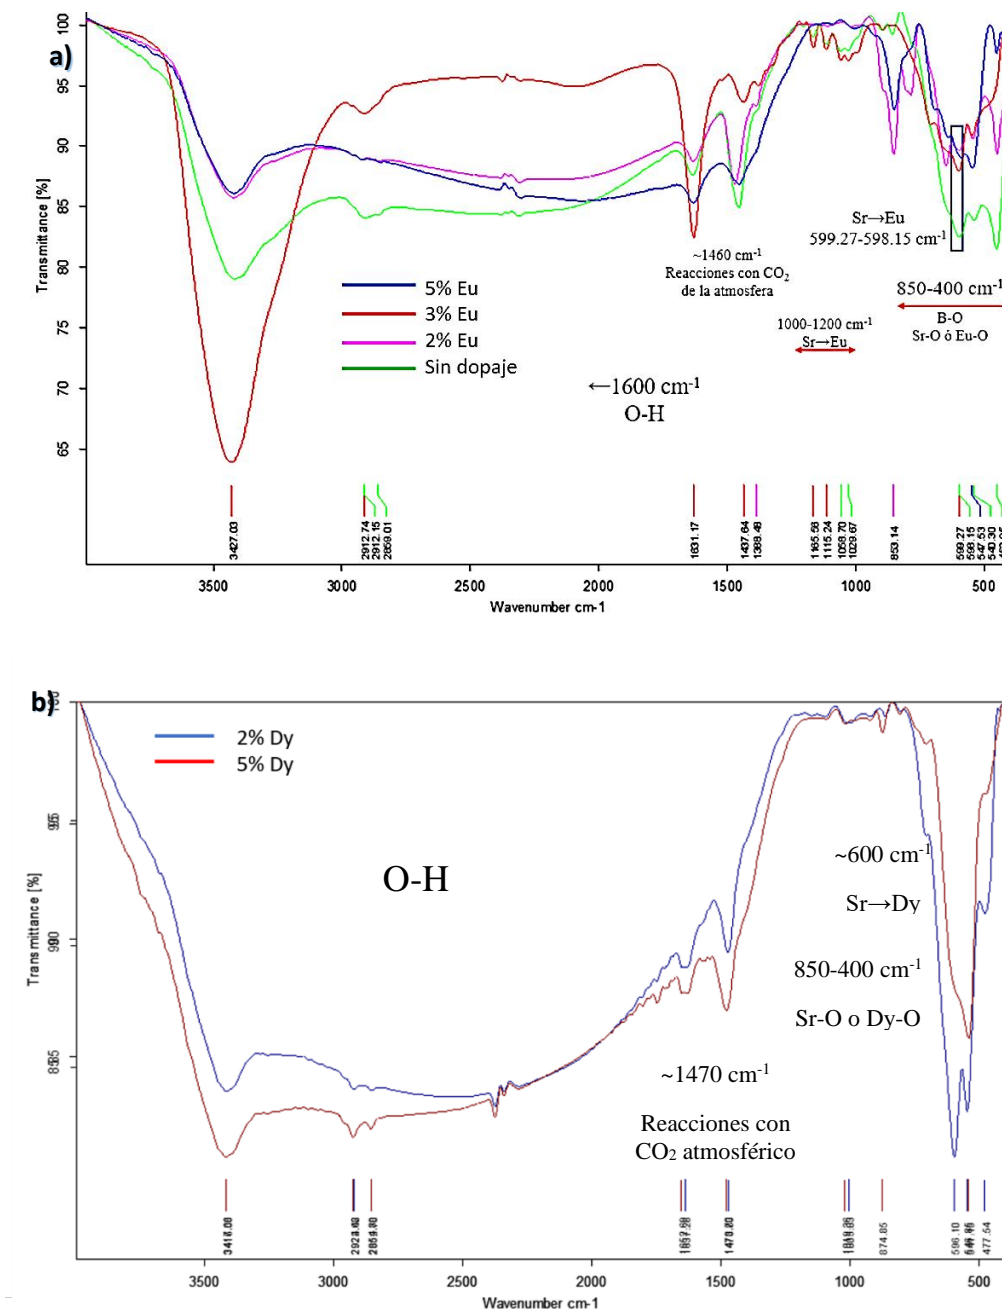 a)
Transmittance [%]
100
95
90
85
80
75
70
65
5% Eu
3% Eu
2% Eu
Sin dopaje
~1460 cm-1
Reacciones con CO2
de la atmosfera
Sr→Eu
599.27-598.15 cm-1
850-400 cm-1
B-O
Sr-O ó Eu-O
1000-1200 cm-1
Sr→Eu
←1600 cm-1
O-H
3427.03
2912.74
2912.15
2859.01
1631.17
1437.64
1389.49
1165.56
1115.24
1058.70
1029.67
853.14
599.27
598.15
547.53
540.30
3500
3000
2500
2000
1500
1000
500
Wavenumber cm-1
b)
Transmittance [%]
2% Dy
5% Dy
O-H
~600 cm-1
Sr→Dy
850-400 cm-1
Sr-O o Dy-O
~1470 cm-1
Reacciones con
CO2 atmosférico
874.85
596.10
477.54
3500
3000
2500
2000
1500
1000
500
Wavenumber cm-1